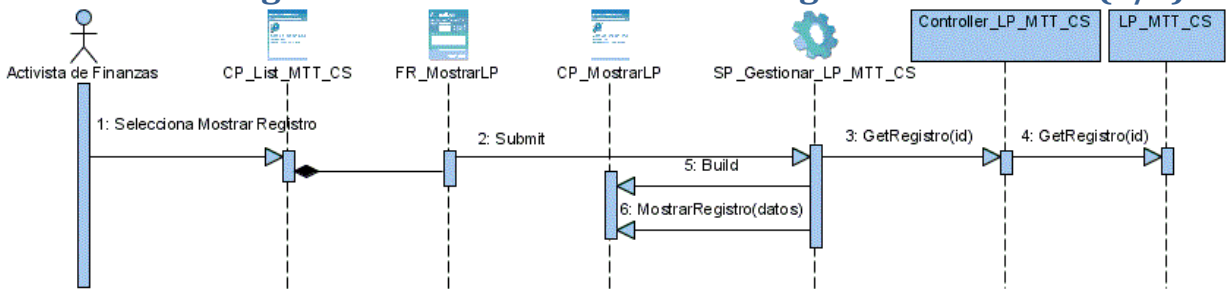 Controller_LP_MTT_CS
LP_MTT_CS
Activista de Finanzas
CP_List_MTT_CS
FR_MostrarLP
CP_MostrarLP
SP_Gestionar_LP_MTT_CS
1: Selecciona Mostrar Registro
2: Submit
3: GetRegistro(id)
4: GetRegistro(id)
5: Build
6: MostrarRegistro(datos)